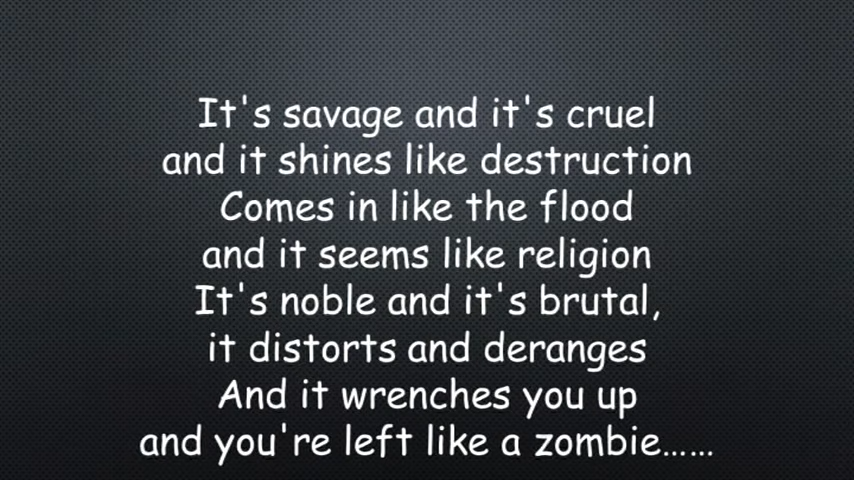 It's savage and it's cruel
and it shines like destruction
Comes in like the flood
and it seems like religion
It's noble and it's brutal,
it distorts and deranges
And it wrenches you up
and you're left like a zombie......